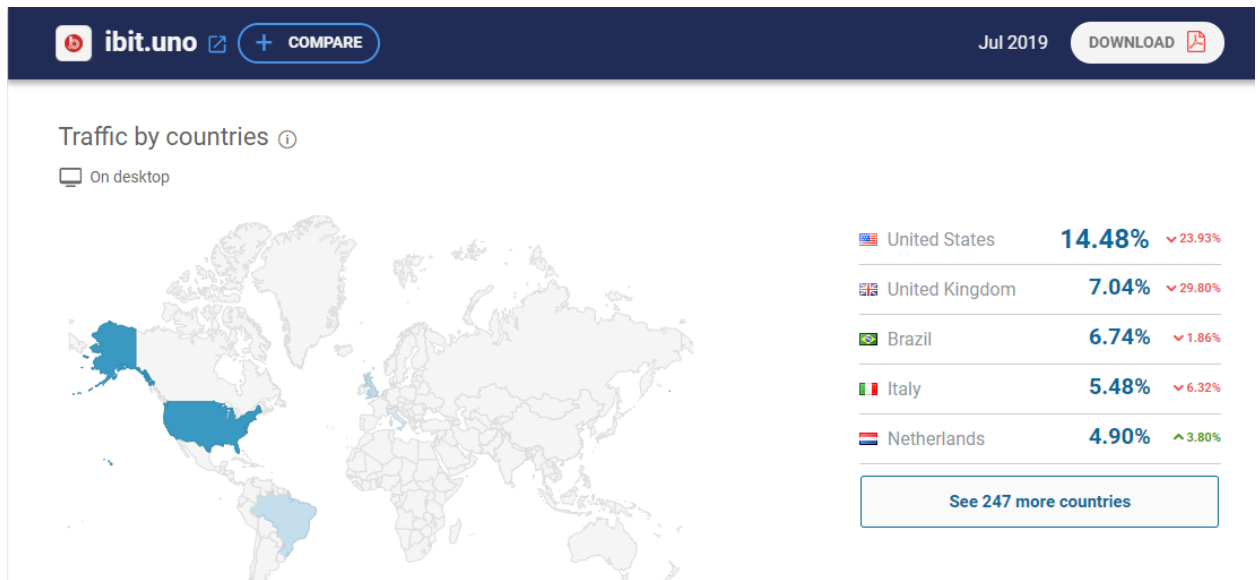 ibit.uno + COMPARE Jul 2019 DOWNLOAD
Traffic by countries
On desktop
United States 14.48% 23.93%
United Kingdom 7.04% 29.80%
Brazil 6.74% 1.86%
Italy 5.48% 6.32%
Netherlands 4.90% 3.80%
See 247 more countries